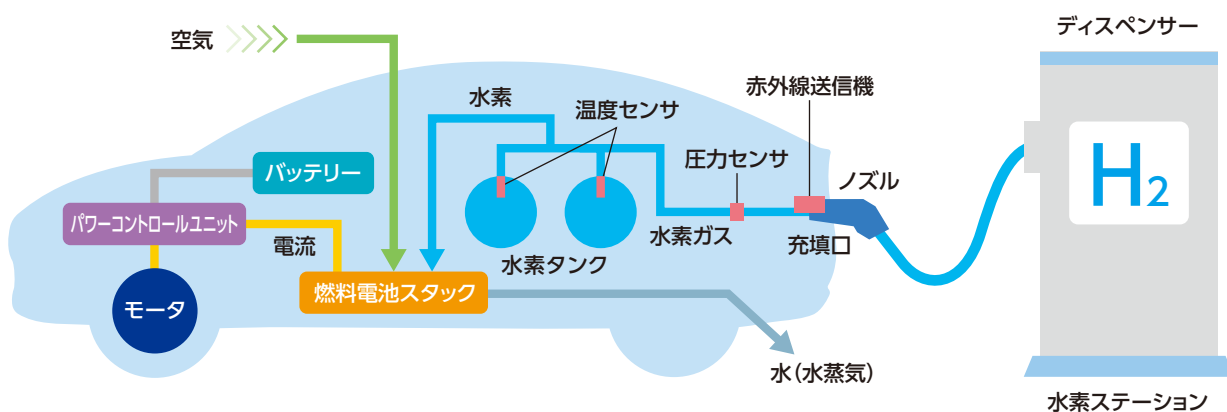 ディスペンサー
空気
赤外線送信機
水素
温度センサ
圧力センサ
バッテリー
ノズル
H2
パワーコントロールユニット
電流
水素ガス
充填口
水素タンク
燃料電池スタック
モータ
水(水蒸気)
水素ステーション